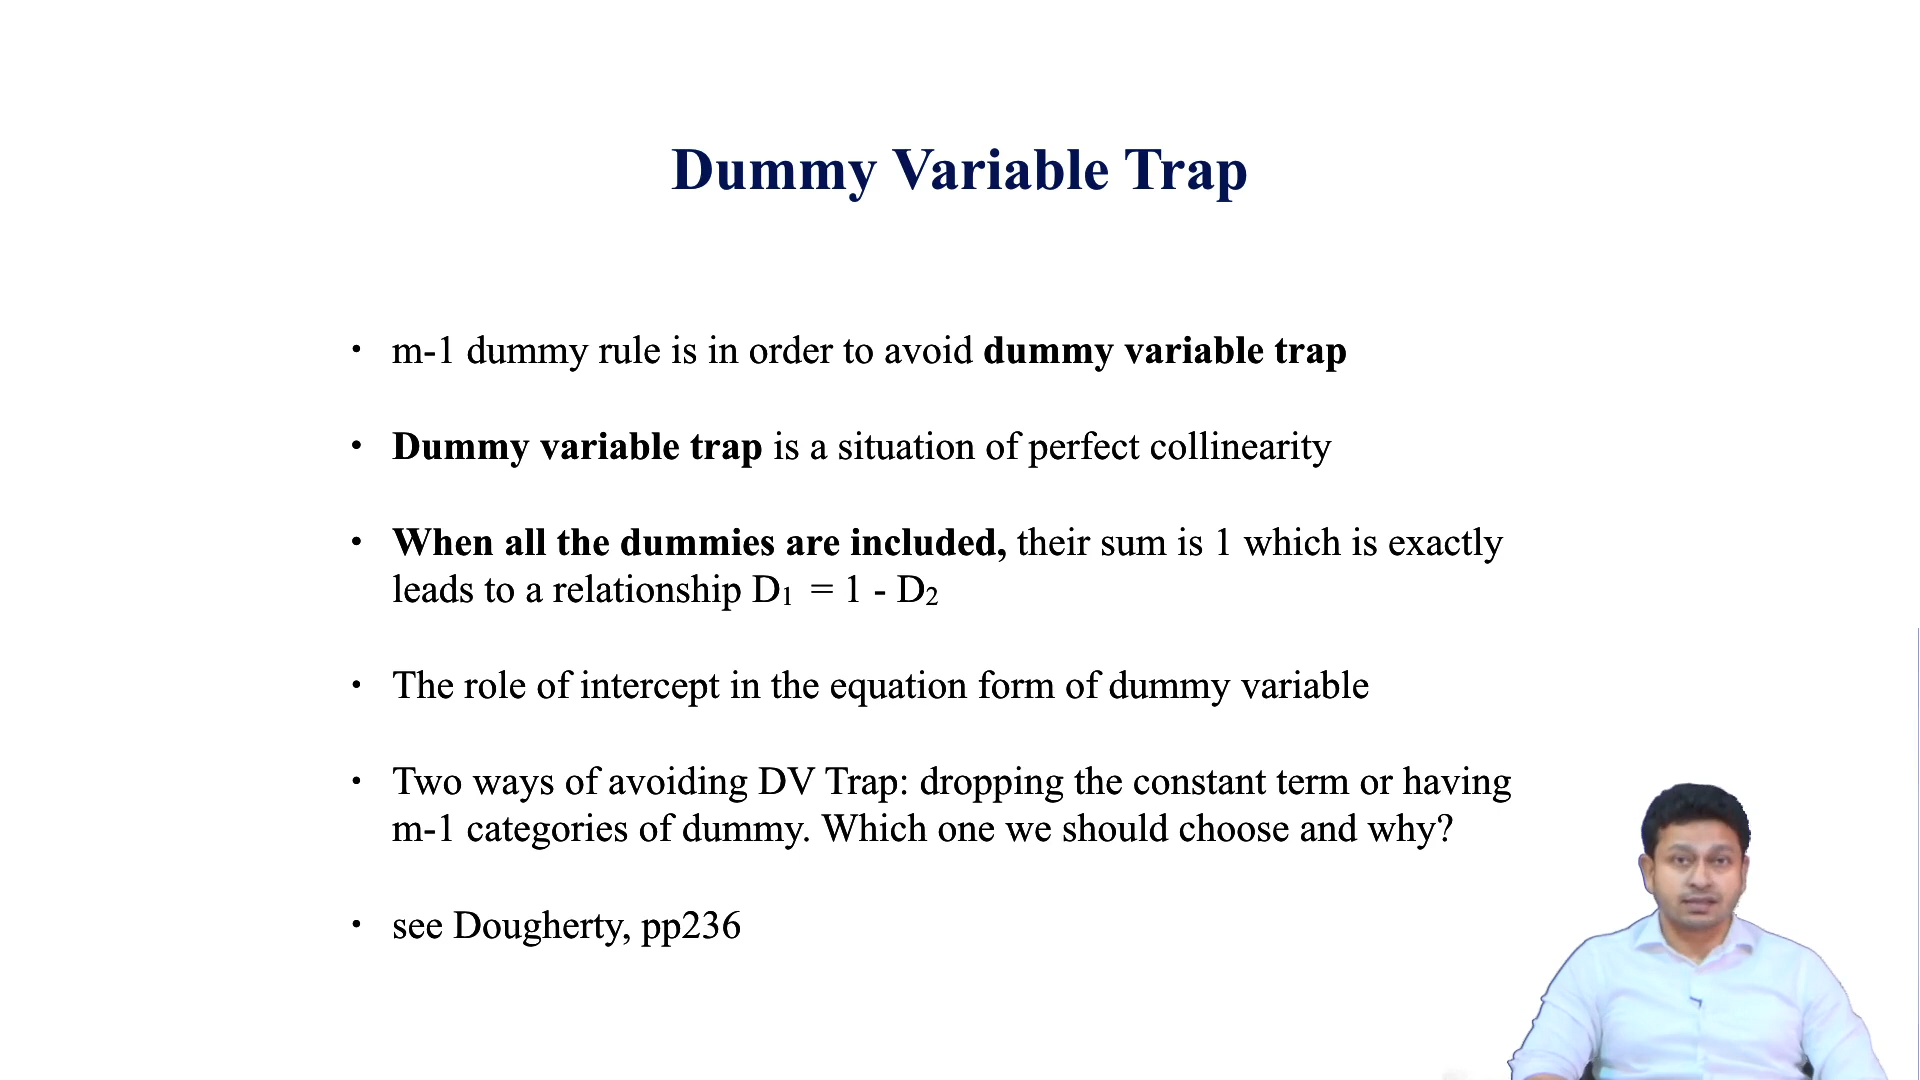 Dummy Variable Trap
• m-1 dummy rule is in order to avoid dummy variable trap
• Dummy variable trap is a situation of perfect collinearity
• When all the dummies are included, their sum is 1 which is exactly
leads to a relationship D₁ = 1 - D₂
• The role of intercept in the equation form of dummy variable
• Two ways of avoiding DV Trap: dropping the constant term or having
m-1 categories of dummy. Which one we should choose and why?
• see Dougherty, pp236